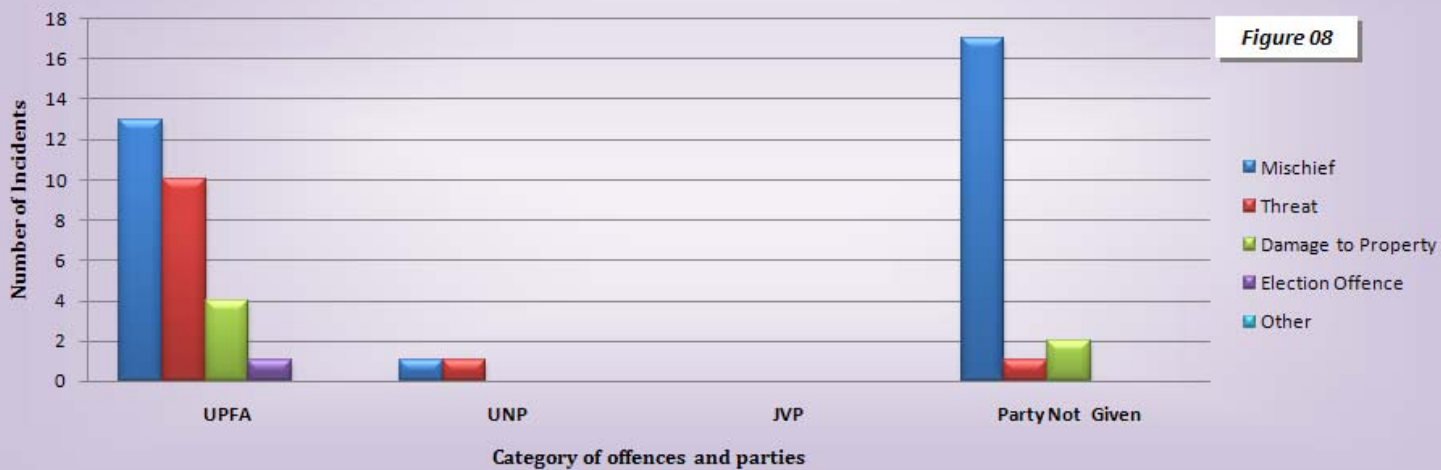 Figure 08
Number of Incidents
18
16
14
12
10
8
6
4
2
0
UPFA
UNP
JVP
Party Not Given
Category of offences and parties
Mischief
Threat
Damage to Property
Election Offence
Other